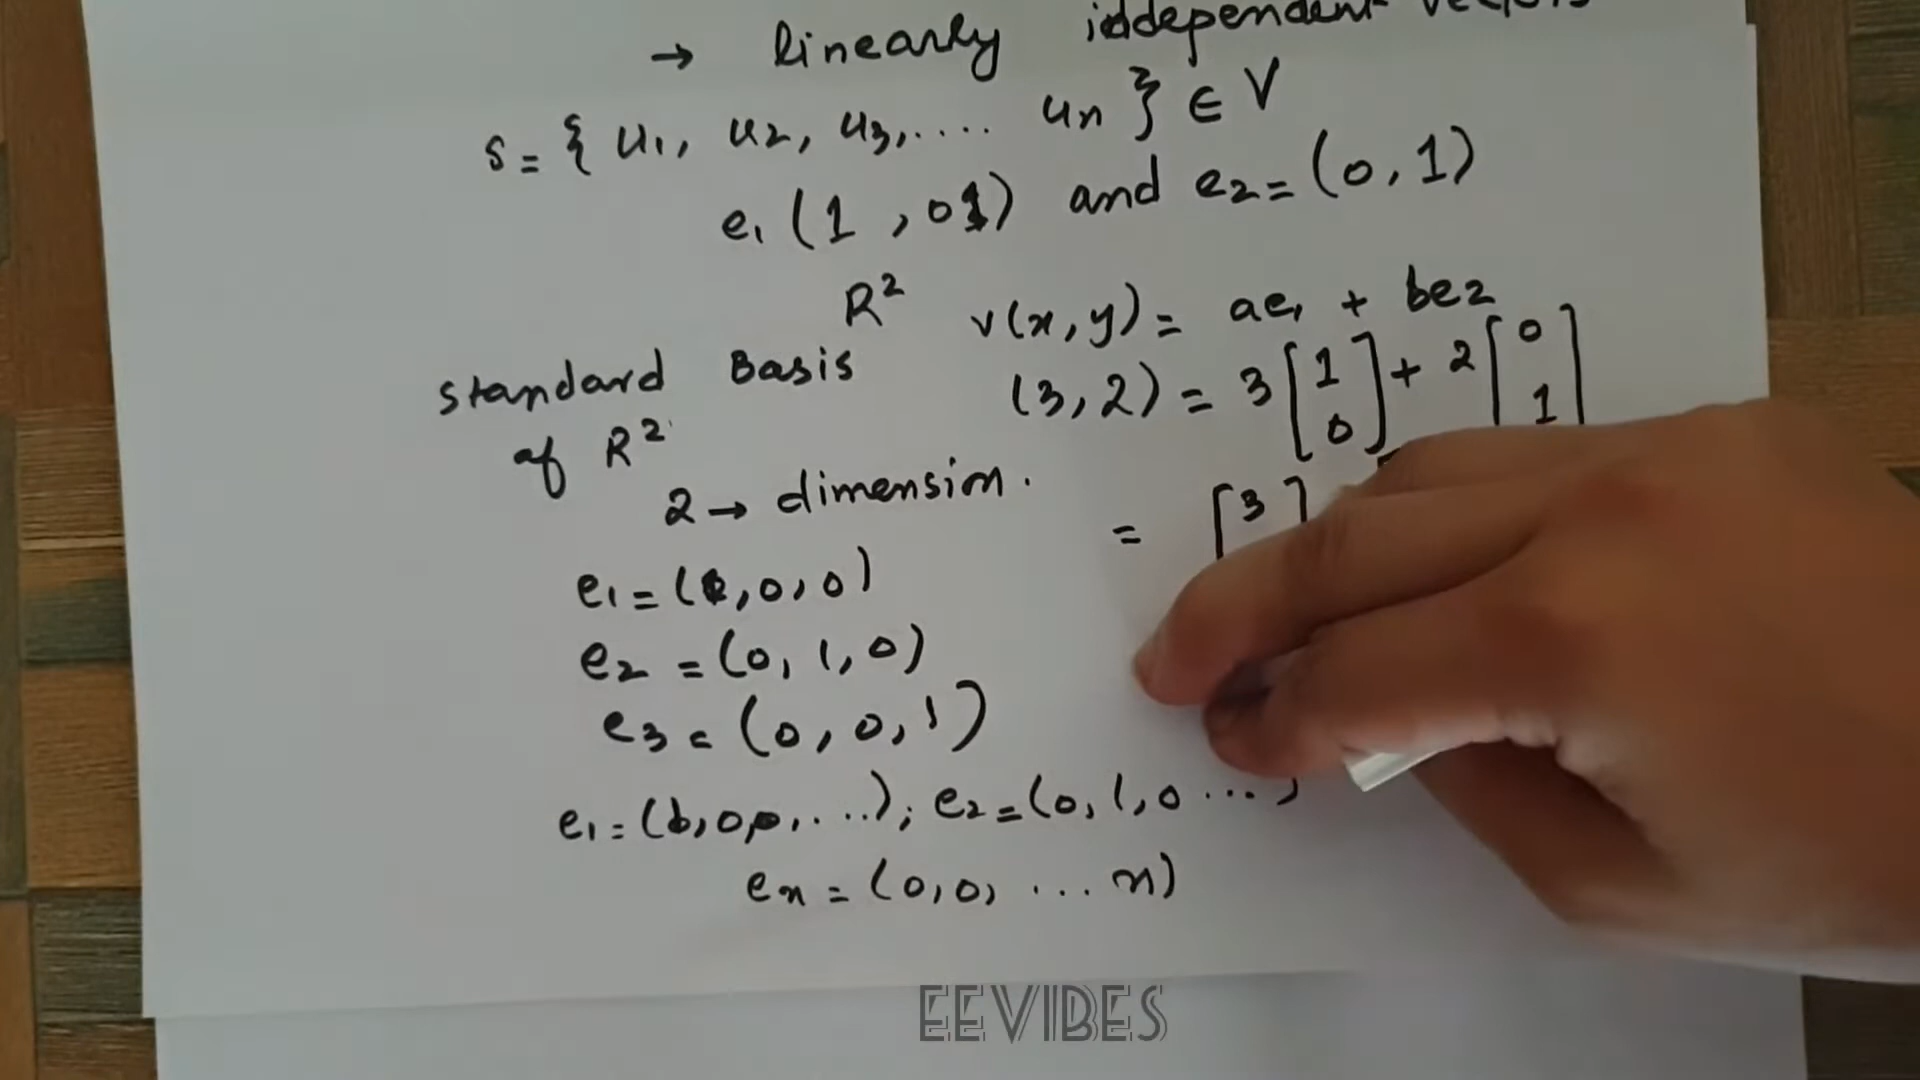 → linearly independent vectors
S = { u1, u2, u3, .... un } ∈ V
e1 (1, 0) and e2 = (0, 1)
R² v(x, y) = ae1 + be2
standard Basis (3, 2) = 3 [1 0] + 2 [0 1]
of R²
2 → dimension. = [3
e1 = (1, 0, 0)
e2 = (0, 1, 0)
e3 = (0, 0, 1)
e1 = (1, 0, 0, ...); e2 = (0, 1, 0 ...)
en = (0, 0, ... n)
EEVIBES